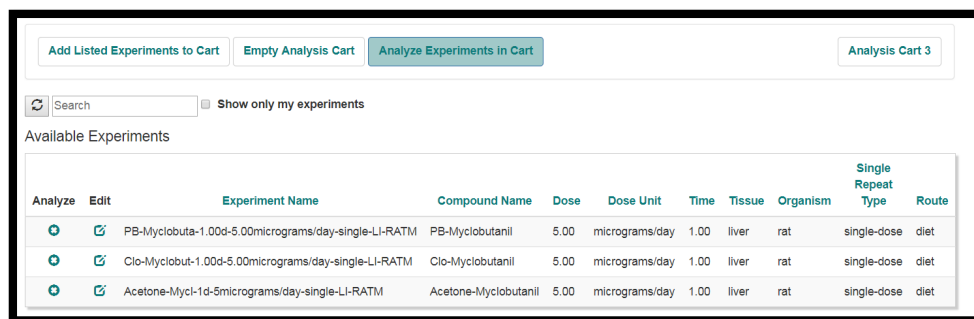 Add Listed Experiments to Cart Empty Analysis Cart Analyze Experiments in Cart Analysis Cart 3
Search Show only my experiments
Available Experiments
Analyze Edit Experiment Name Compound Name Dose Dose Unit Time Tissue Organism Single Repeat Type Route
PB-Myclobuta-1.00d-5.00micrograms/day-single-LI-RATM PB-Myclobutanil 5.00 micrograms/day 1.00 liver rat single-dose diet
Clo-Myclobut-1.00d-5.00micrograms/day-single-LI-RATM Clo-Myclobutanil 5.00 micrograms/day 1.00 liver rat single-dose diet
Acetone-Mycl-1d-5micrograms/day-single-LI-RATM Acetone-Myclobutanil 5.00 micrograms/day 1.00 liver rat single-dose diet